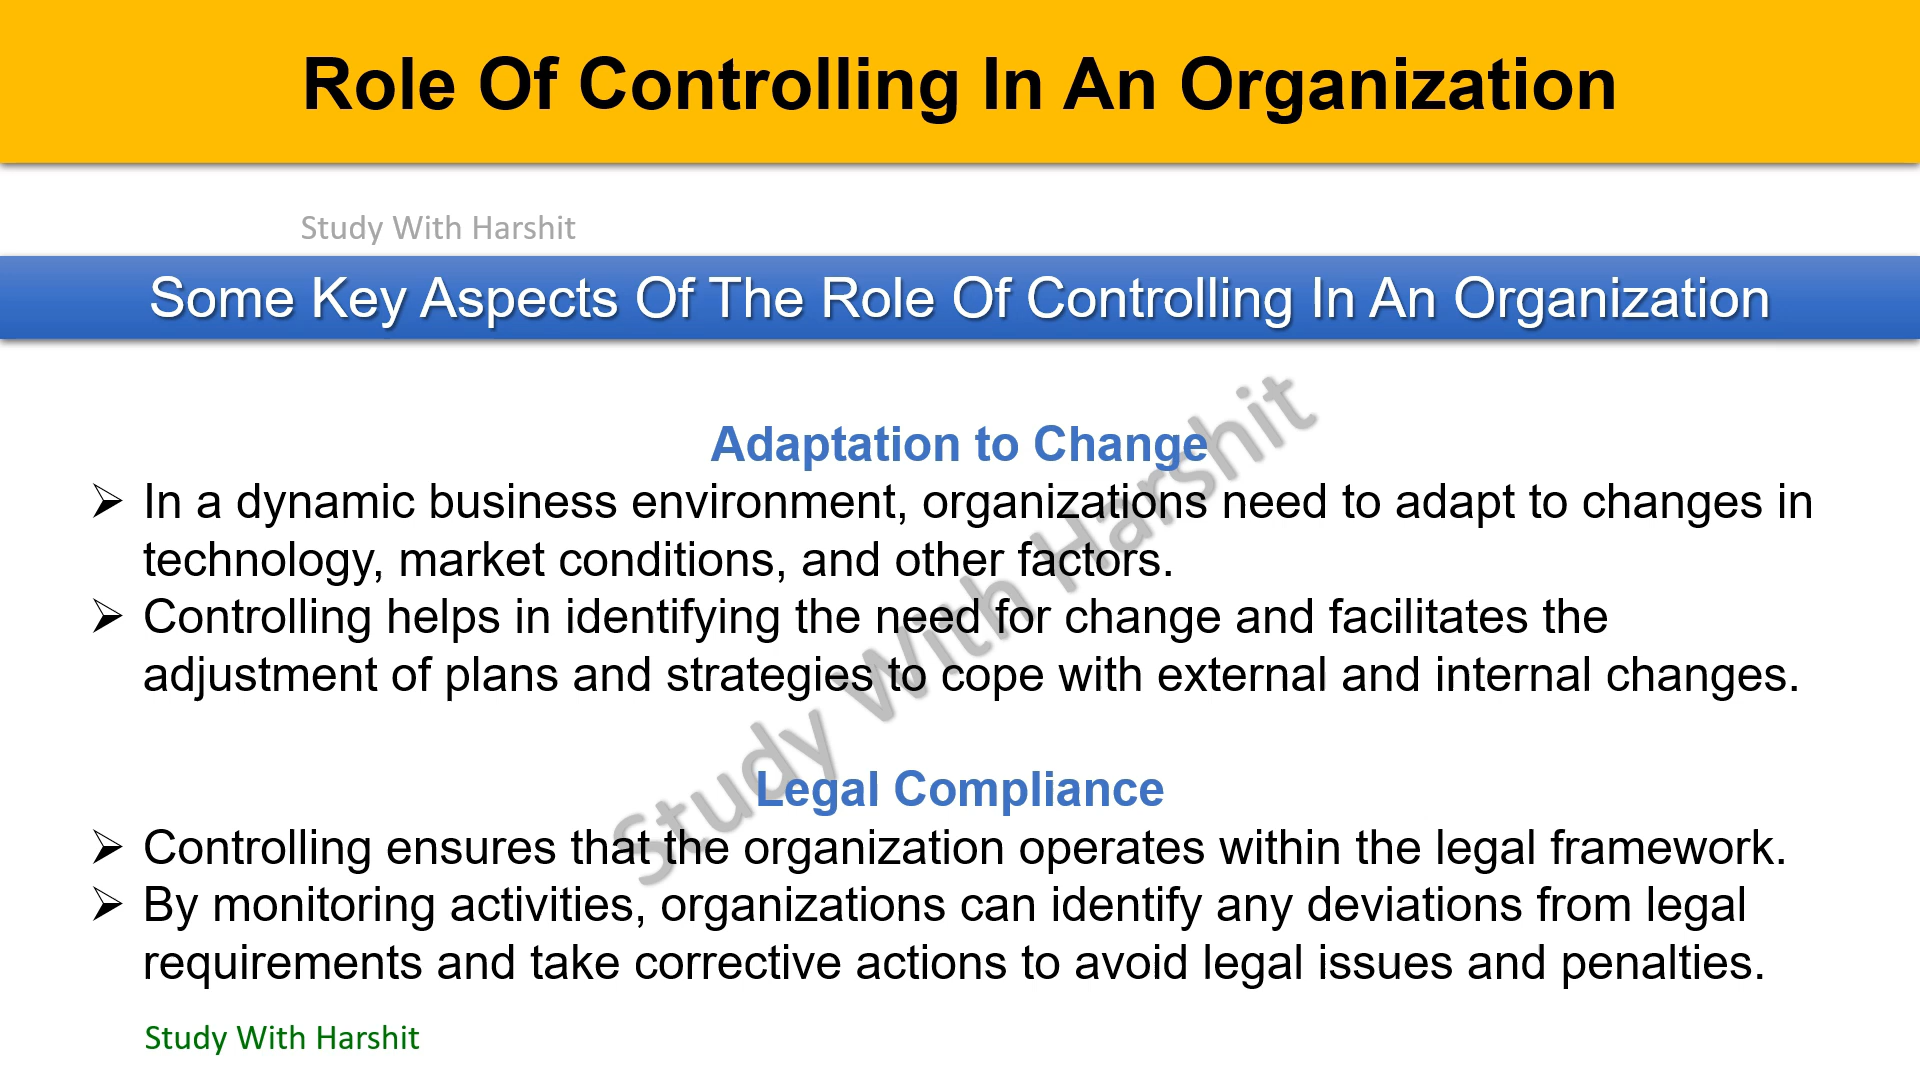 Role Of Controlling In An Organization
Study With Harshit
Some Key Aspects Of The Role Of Controlling In An Organization
Adaptation to Change
➢ In a dynamic business environment, organizations need to adapt to changes in
technology, market conditions, and other factors.
➢ Controlling helps in identifying the need for change and facilitates the
adjustment of plans and strategies to cope with external and internal changes.
Study With Harshit
Legal Compliance
➢ Controlling ensures that the organization operates within the legal framework.
➢ By monitoring activities, organizations can identify any deviations from legal
requirements and take corrective actions to avoid legal issues and penalties.
Study With Harshit